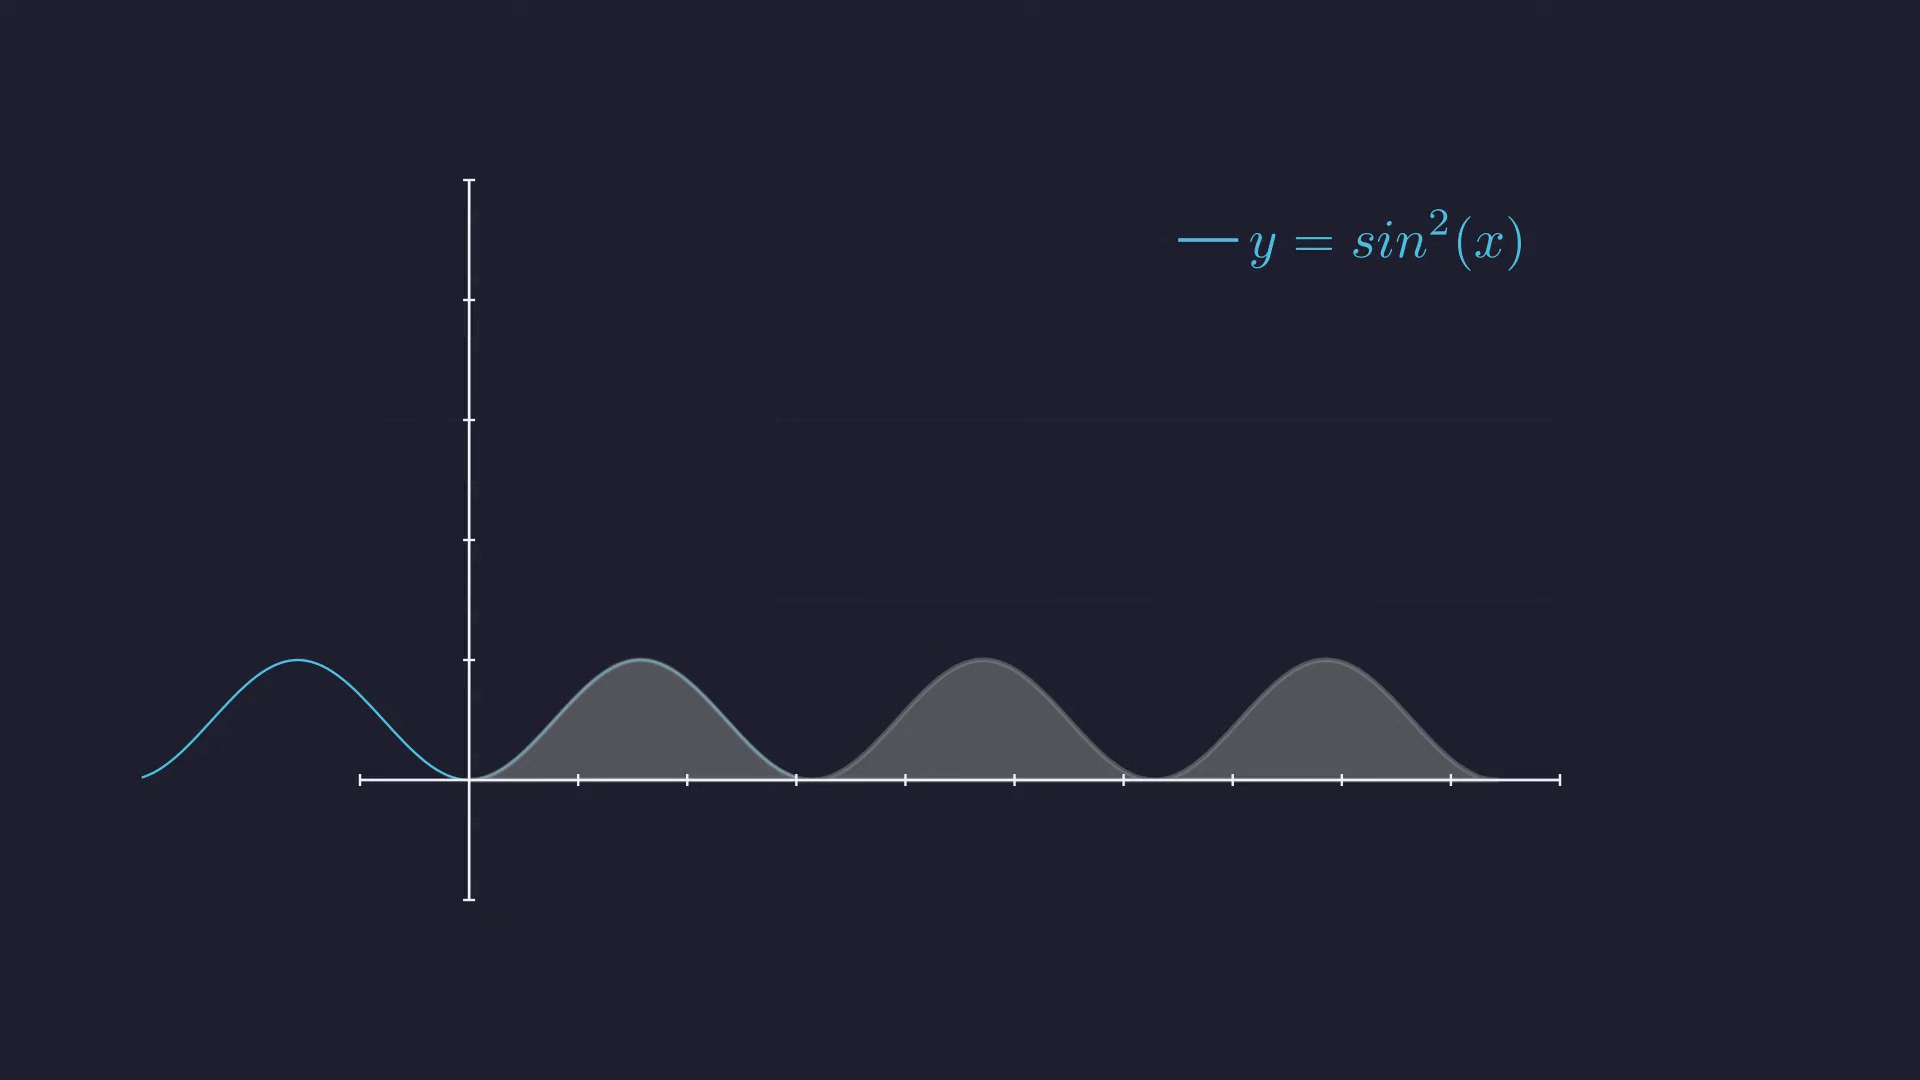 y = sin²(x)